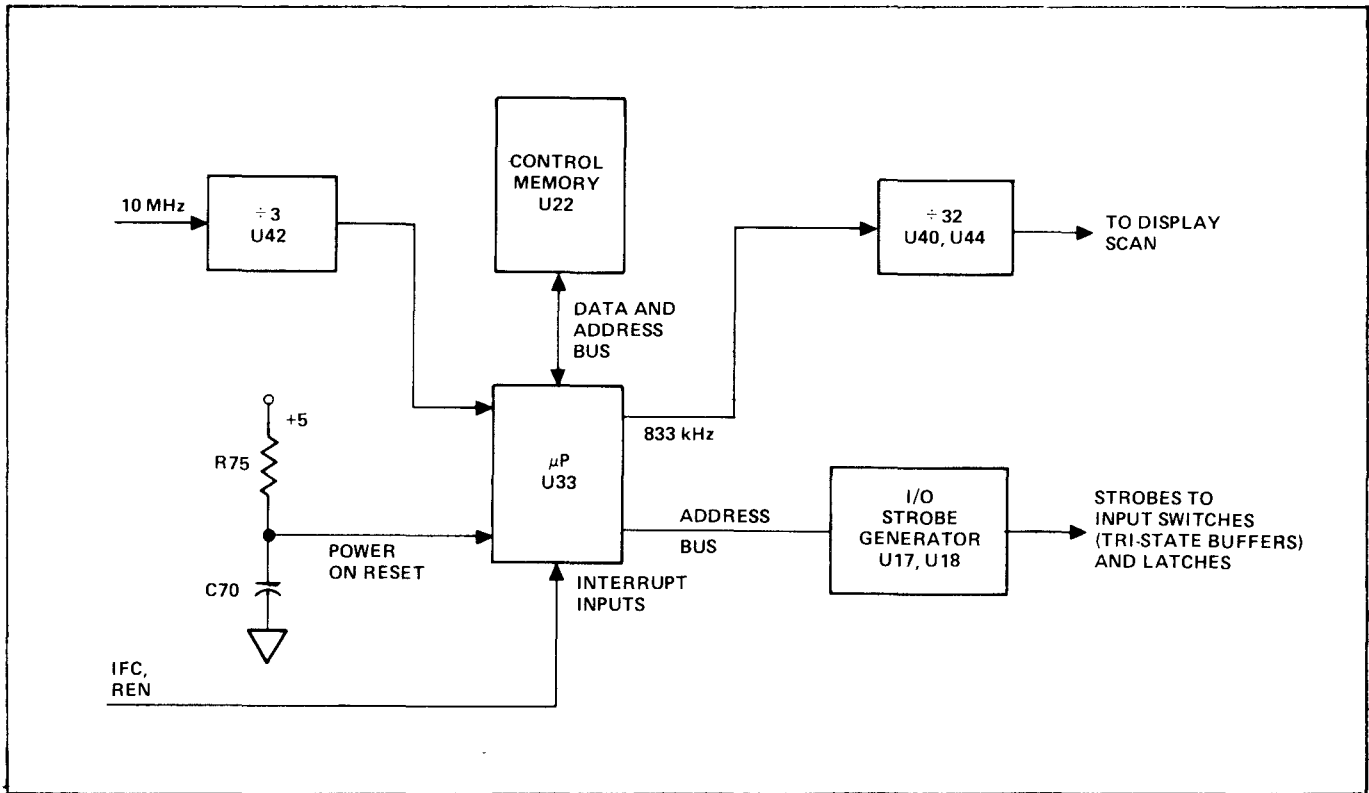 10 MHz
÷3
U42
CONTROL
MEMORY
U22
÷32
U40, U44
TO DISPLAY
SCAN
DATA AND
ADDRESS
BUS
+5
R75
833 kHz
μP
U33
POWER
ON RESET
C70
ADDRESS
BUS
I/O
STROBE
GENERATOR
U17, U18
STROBES TO
INPUT SWITCHES
(TRI-STATE BUFFERS)
AND LATCHES
INTERRUPT
INPUTS
IFC,
REN